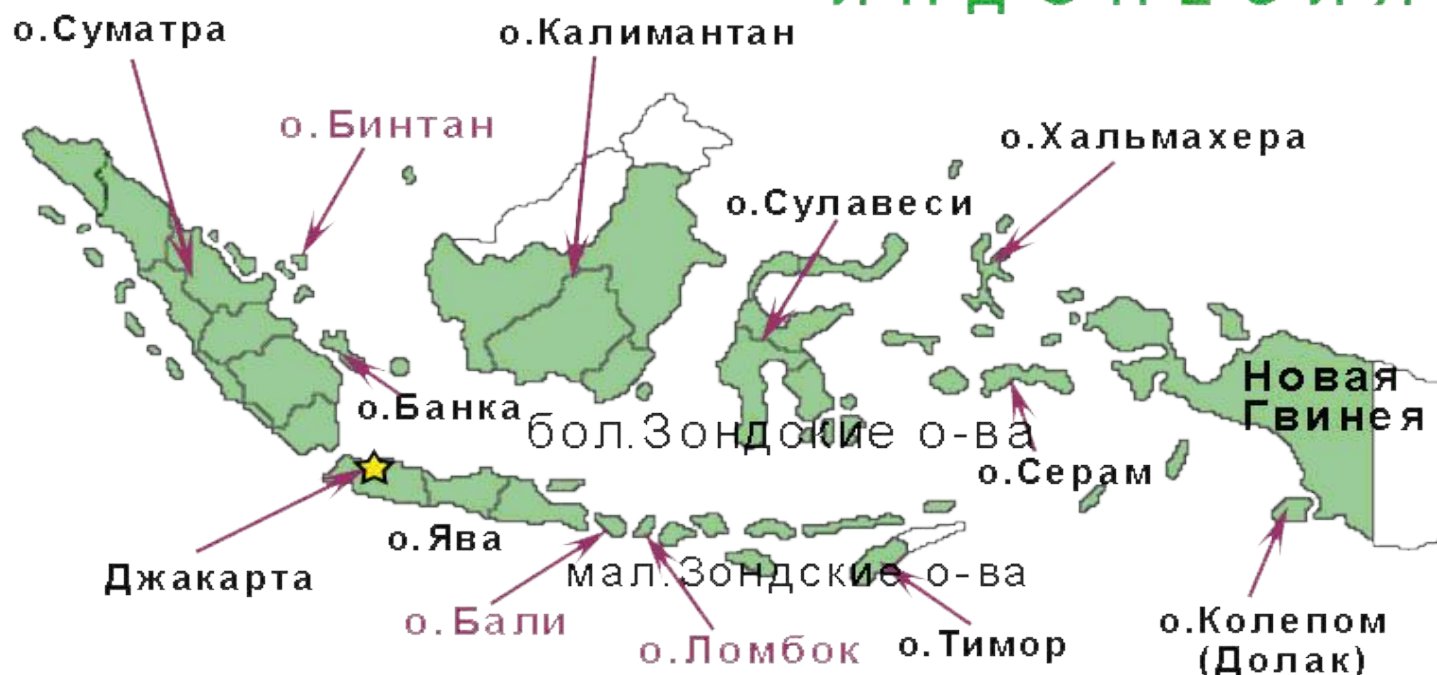 ИНДОНЕЗИЯ
о.Суматра
о.Калимантан
о.Бинтан
о.Хальмахера
о.Сулавеси
Новая
Гвинея
о.Банка
бол.Зондские о-ва
о.Серам
о.Ява
Джакарта
мал.Зондские о-ва
о.Бали
о.Ломбок
о.Тимор
о.Колепом
(Долак)